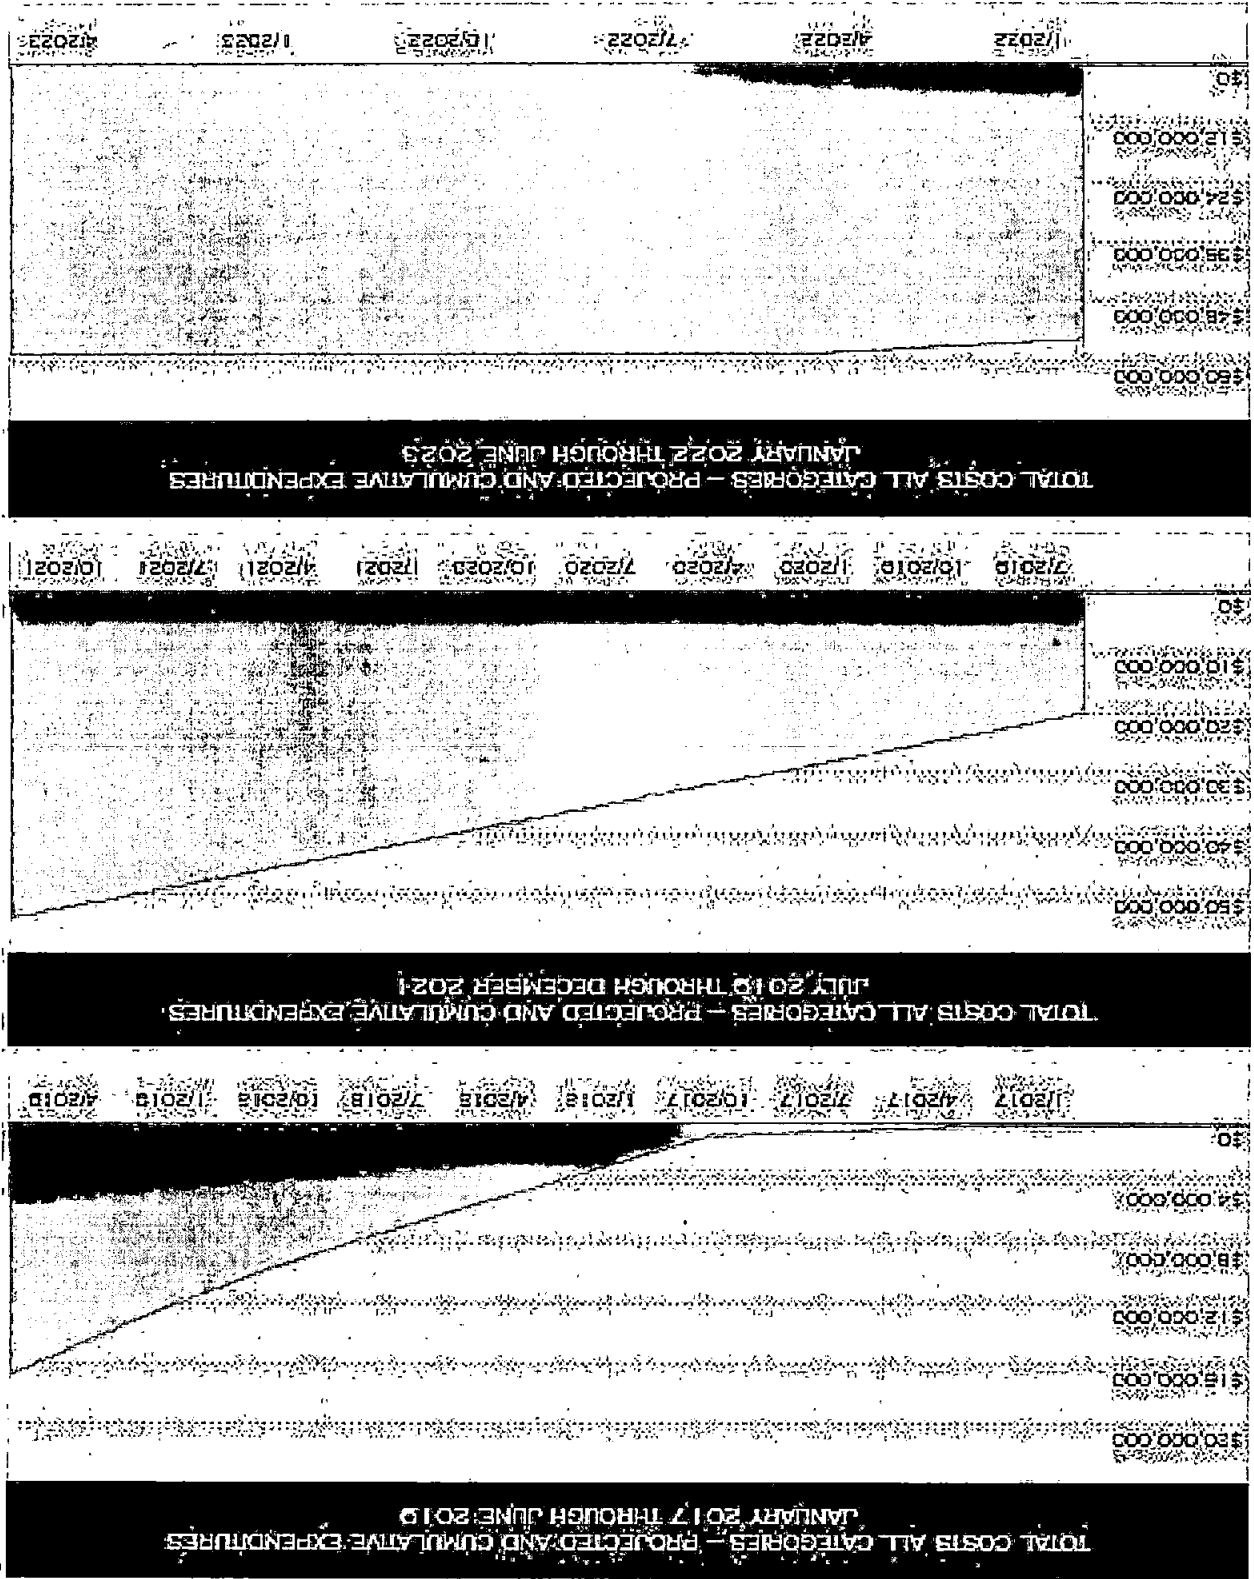 TOTAL COSTS ALL CATEGORIES – PROJECTED AND CUMULATIVE EXPENDITURES
JANUARY 2017 THROUGH JUNE 2019
$20,000,000
$16,000,000
$12,000,000
$8,000,000
$4,000,000
$0
1/2017 4/2017 7/2017 10/2017 1/2018 4/2018 7/2018 10/2018 1/2019 4/2019
TOTAL COSTS ALL CATEGORIES – PROJECTED AND CUMULATIVE EXPENDITURES
JULY 2019 THROUGH DECEMBER 2021
$50,000,000
$40,000,000
$30,000,000
$20,000,000
$10,000,000
$0
7/2019 10/2019 1/2020 4/2020 7/2020 10/2020 1/2021 4/2021 7/2021 10/2021
TOTAL COSTS ALL CATEGORIES – PROJECTED AND CUMULATIVE EXPENDITURES
JANUARY 2022 THROUGH JUNE 2023
$60,000,000
$48,000,000
$36,000,000
$24,000,000
$12,000,000
$0
1/2022 4/2022 7/2022 10/2022 1/2023 4/2023